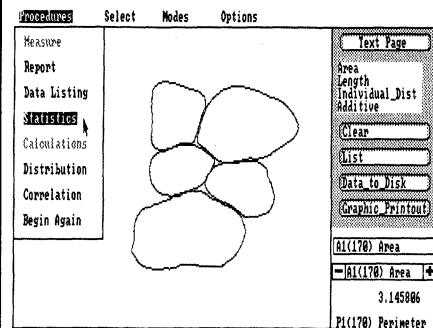 Procedures Select Modes Options
Measure
Report
Data Listing
Statistics
Calculations
Distribution
Correlation
Begin Again
Text Page
Area
Length
Individual_Dist
Additive
Clear
List
Data_to_Disk
Graphic_Printout
A1(170) Area
- A1(170) Area +
3.145806
P1(170) Perimeter